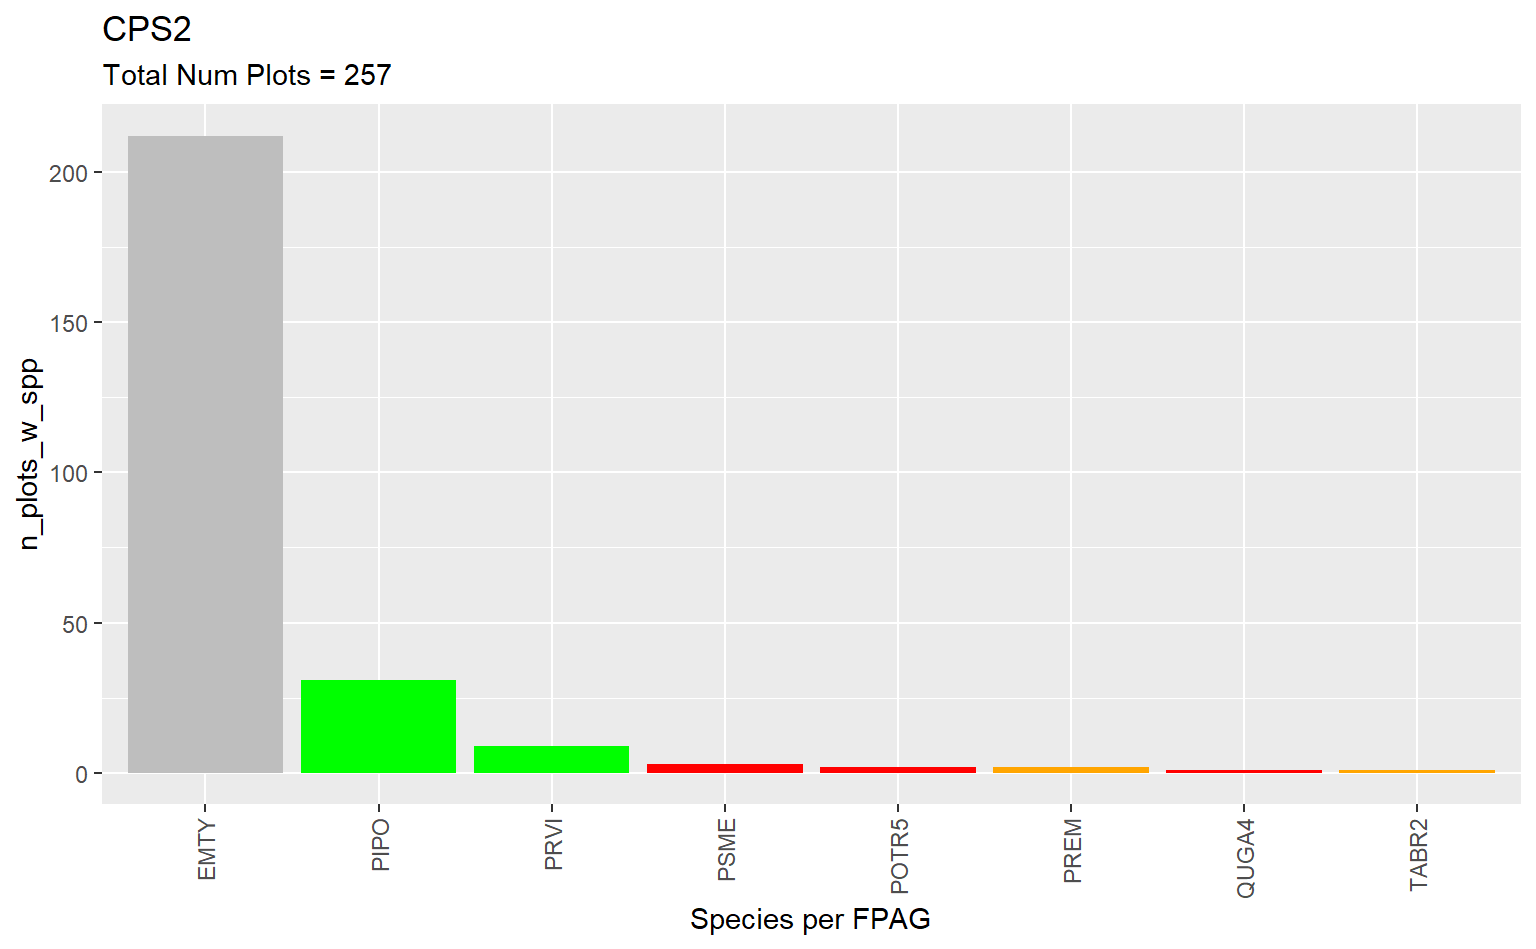 CPS2
Total Num Plots = 257
n_plots_w_spp
200
150
100
50
0
EMTY
PIPO
PRVI
PSME
POTR5
PREM
QUGA4
TABR2
Species per FPAG